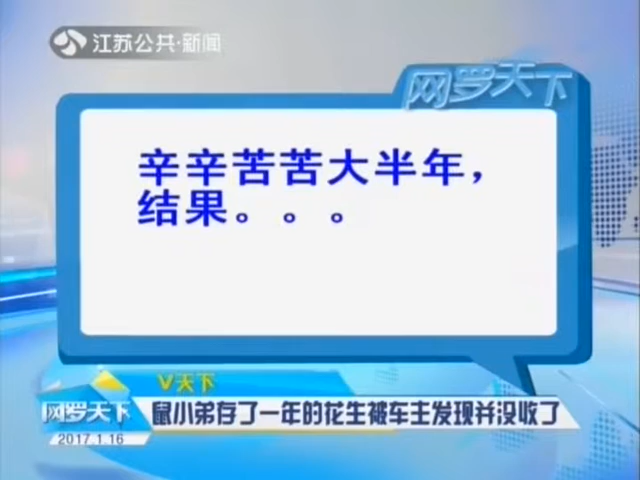 江苏公共·新闻
网罗天下
辛辛苦苦大半年，
结果。。。
V天下
网罗天下
鼠小弟存了一年的花生被车主发现并没收了
2017.1.16